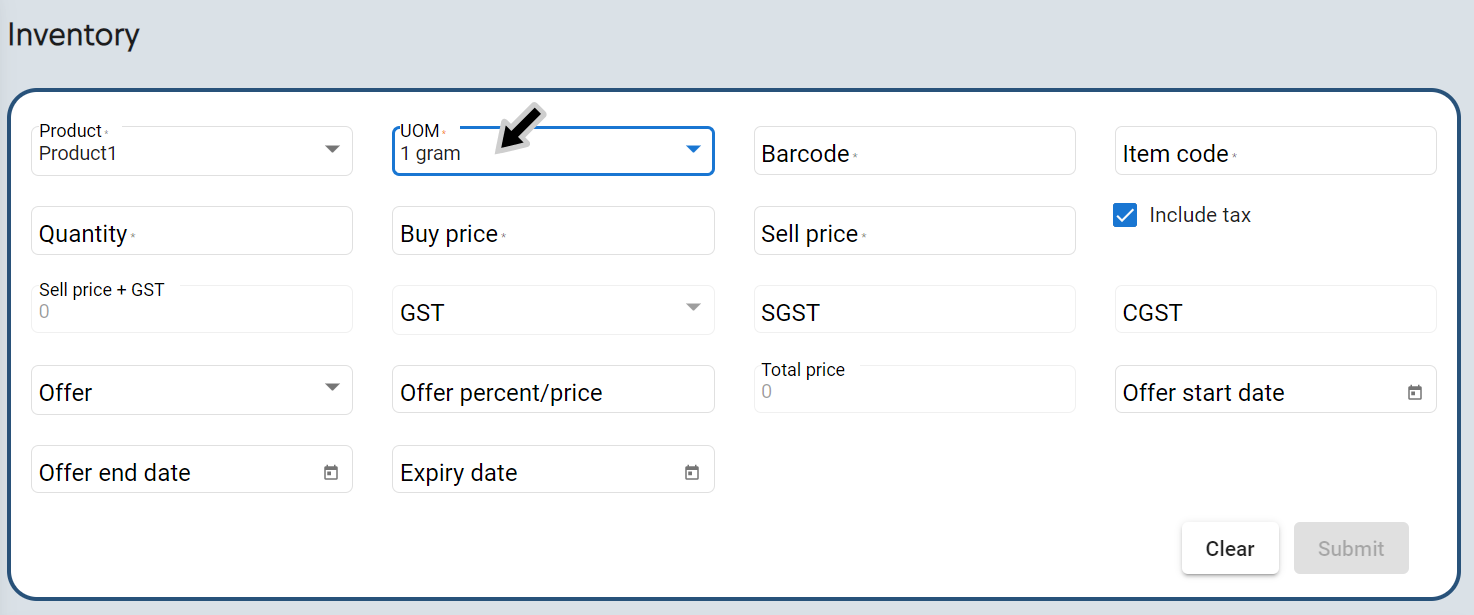 Inventory
Product * UOM *
Product1 1 gram Barcode * Item code *
Quantity * Buy price * Sell price * Include tax
Sell price + GST
0 GST SGST CGST
Total price
Offer Offer percent/price 0 Offer start date
Offer end date Expiry date
Clear Submit